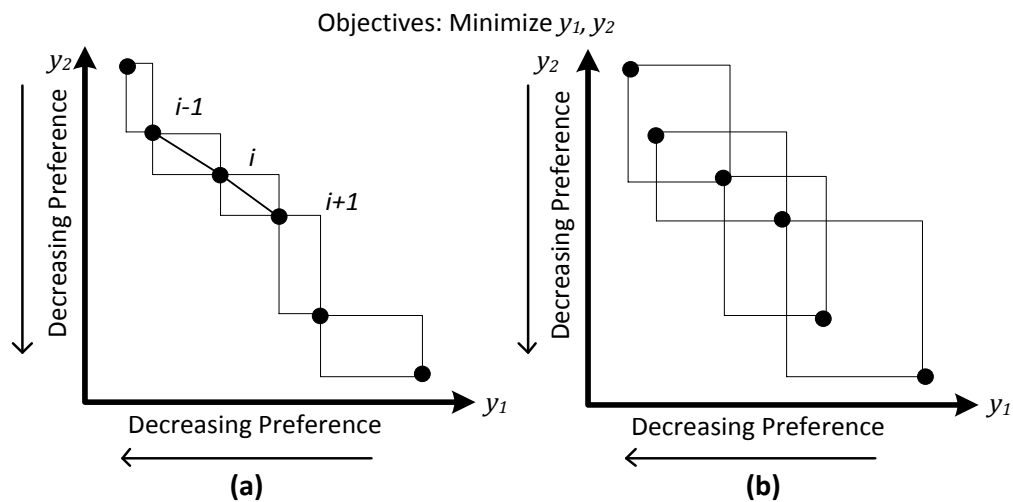 Objectives: Minimize y1, y2
y2
Decreasing Preference
i-1
i
i+1
y1
Decreasing Preference
(a)
y2
Decreasing Preference
y1
Decreasing Preference
(b)